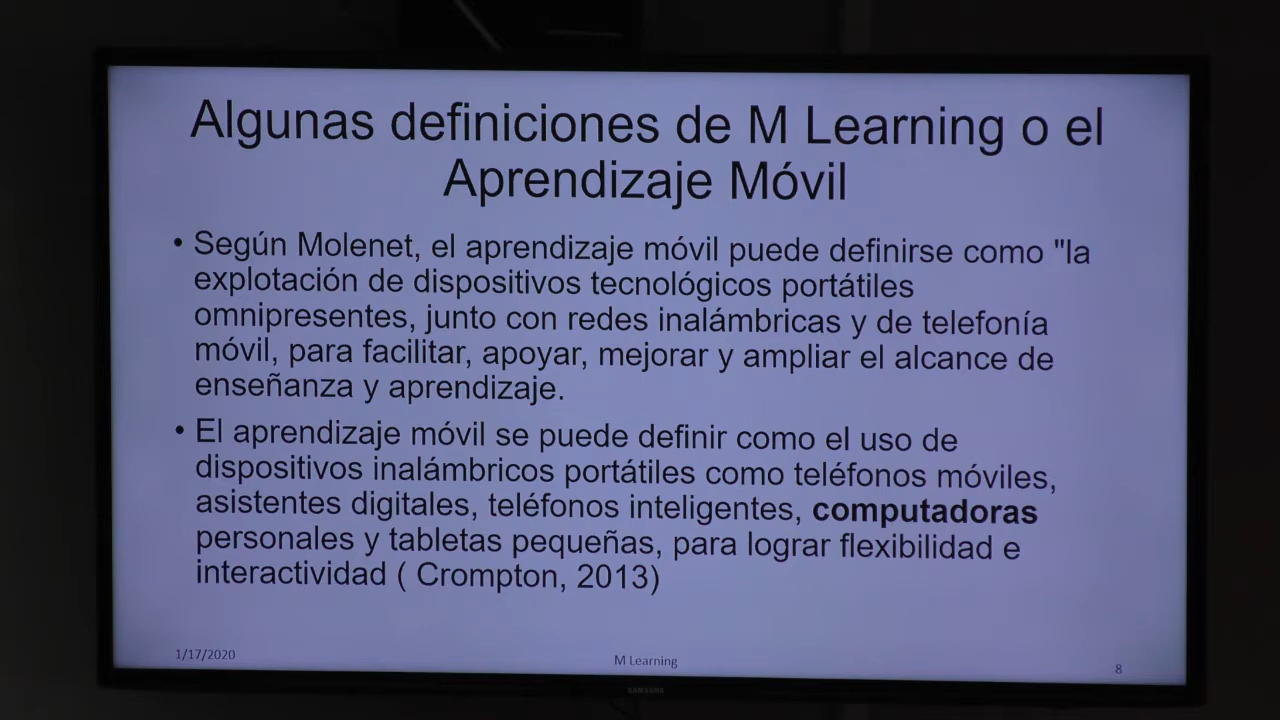 Algunas definiciones de M Learning o el
Aprendizaje Móvil
• Según Molenet, el aprendizaje móvil puede definirse como "la
explotación de dispositivos tecnológicos portátiles
omnipresentes, junto con redes inalámbricas y de telefonía
móvil, para facilitar, apoyar, mejorar y ampliar el alcance de
enseñanza y aprendizaje.
• El aprendizaje móvil se puede definir como el uso de
dispositivos inalámbricos portátiles como teléfonos móviles,
asistentes digitales, teléfonos inteligentes, computadoras
personales y tabletas pequeñas, para lograr flexibilidad e
interactividad ( Crompton, 2013)
1/17/2020
M Learning
8
SAMSUNG